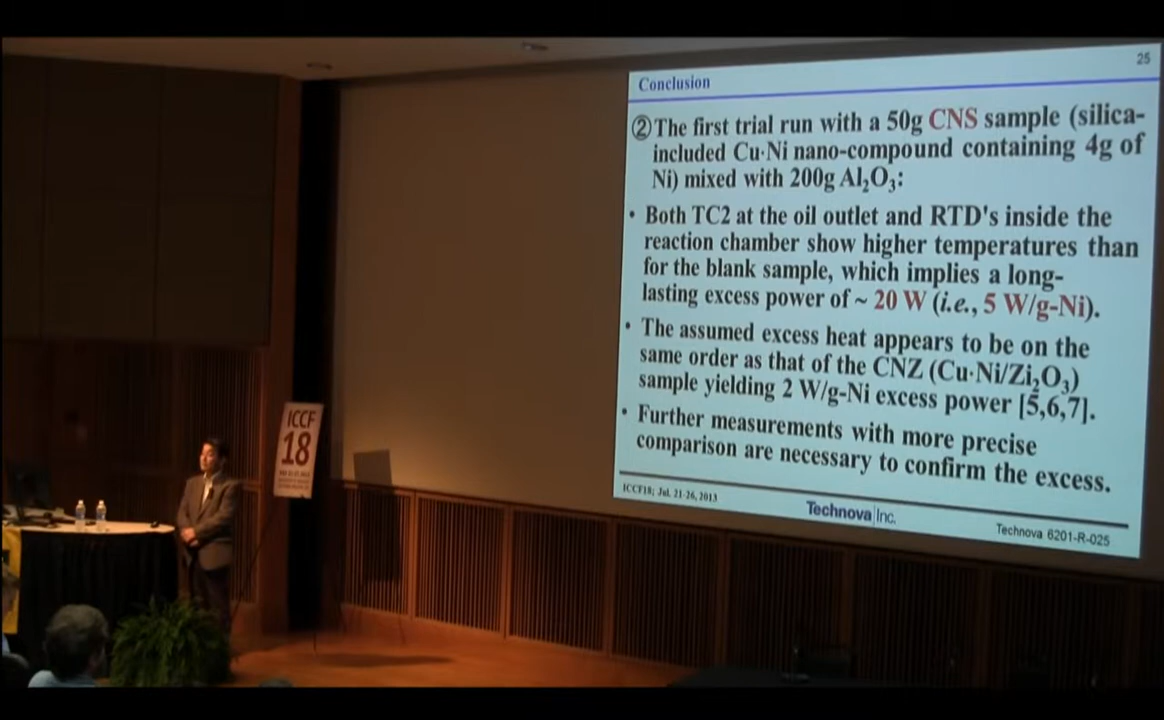 25
Conclusion
②The first trial run with a 50g CNS sample (silica-
included Cu·Ni nano-compound containing 4g of
Ni) mixed with 200g Al₂O₃:
• Both TC2 at the oil outlet and RTD's inside the
reaction chamber show higher temperatures than
for the blank sample, which implies a long-
lasting excess power of ~ 20 W (i.e., 5 W/g-Ni).
• The assumed excess heat appears to be on the
same order as that of the CNZ (Cu·Ni/Zi₂O₃)
sample yielding 2 W/g-Ni excess power [5,6,7].
• Further measurements with more precise
comparison are necessary to confirm the excess.
ICCF18; Jul. 21-26, 2013
Technova Inc.
Technova 6201-R-025
ICCF
18